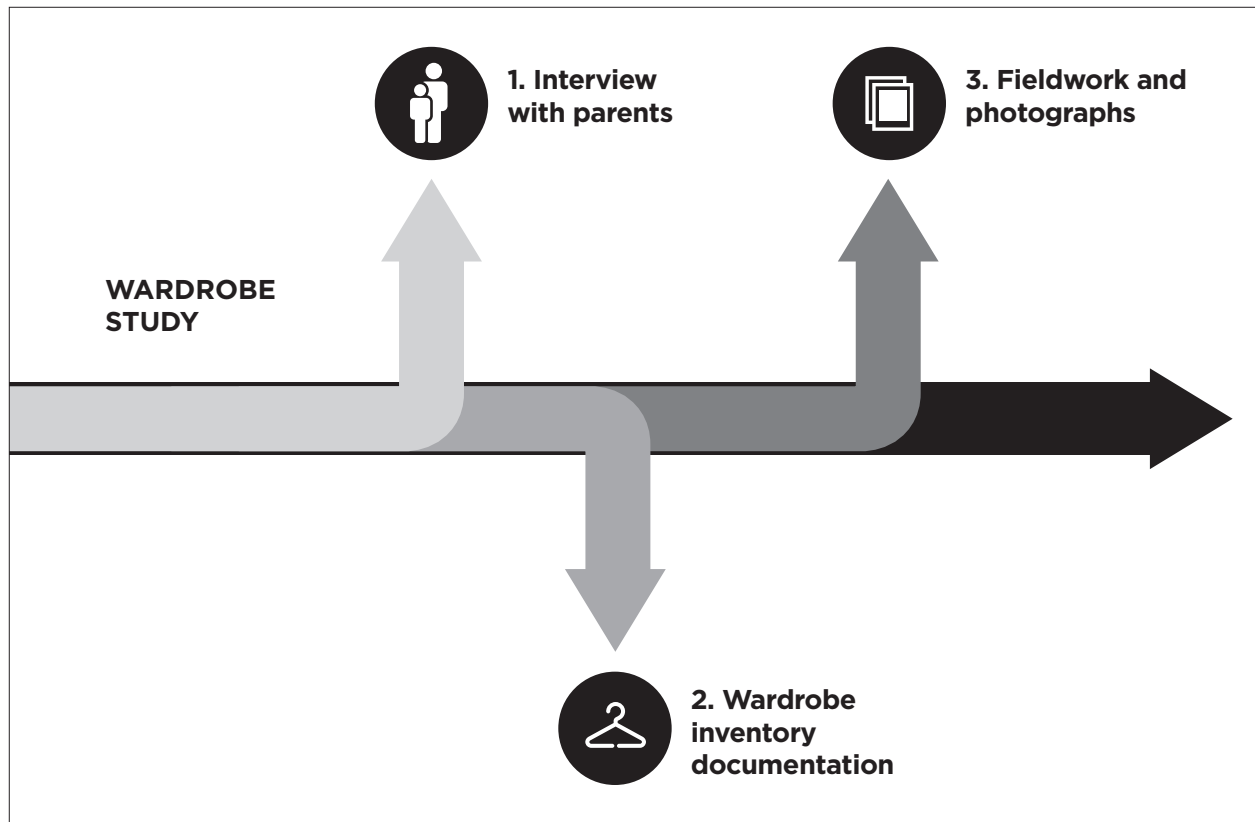 1. Interview
with parents
3. Fieldwork and
photographs
WARDROBE
STUDY
2. Wardrobe
inventory
documentation